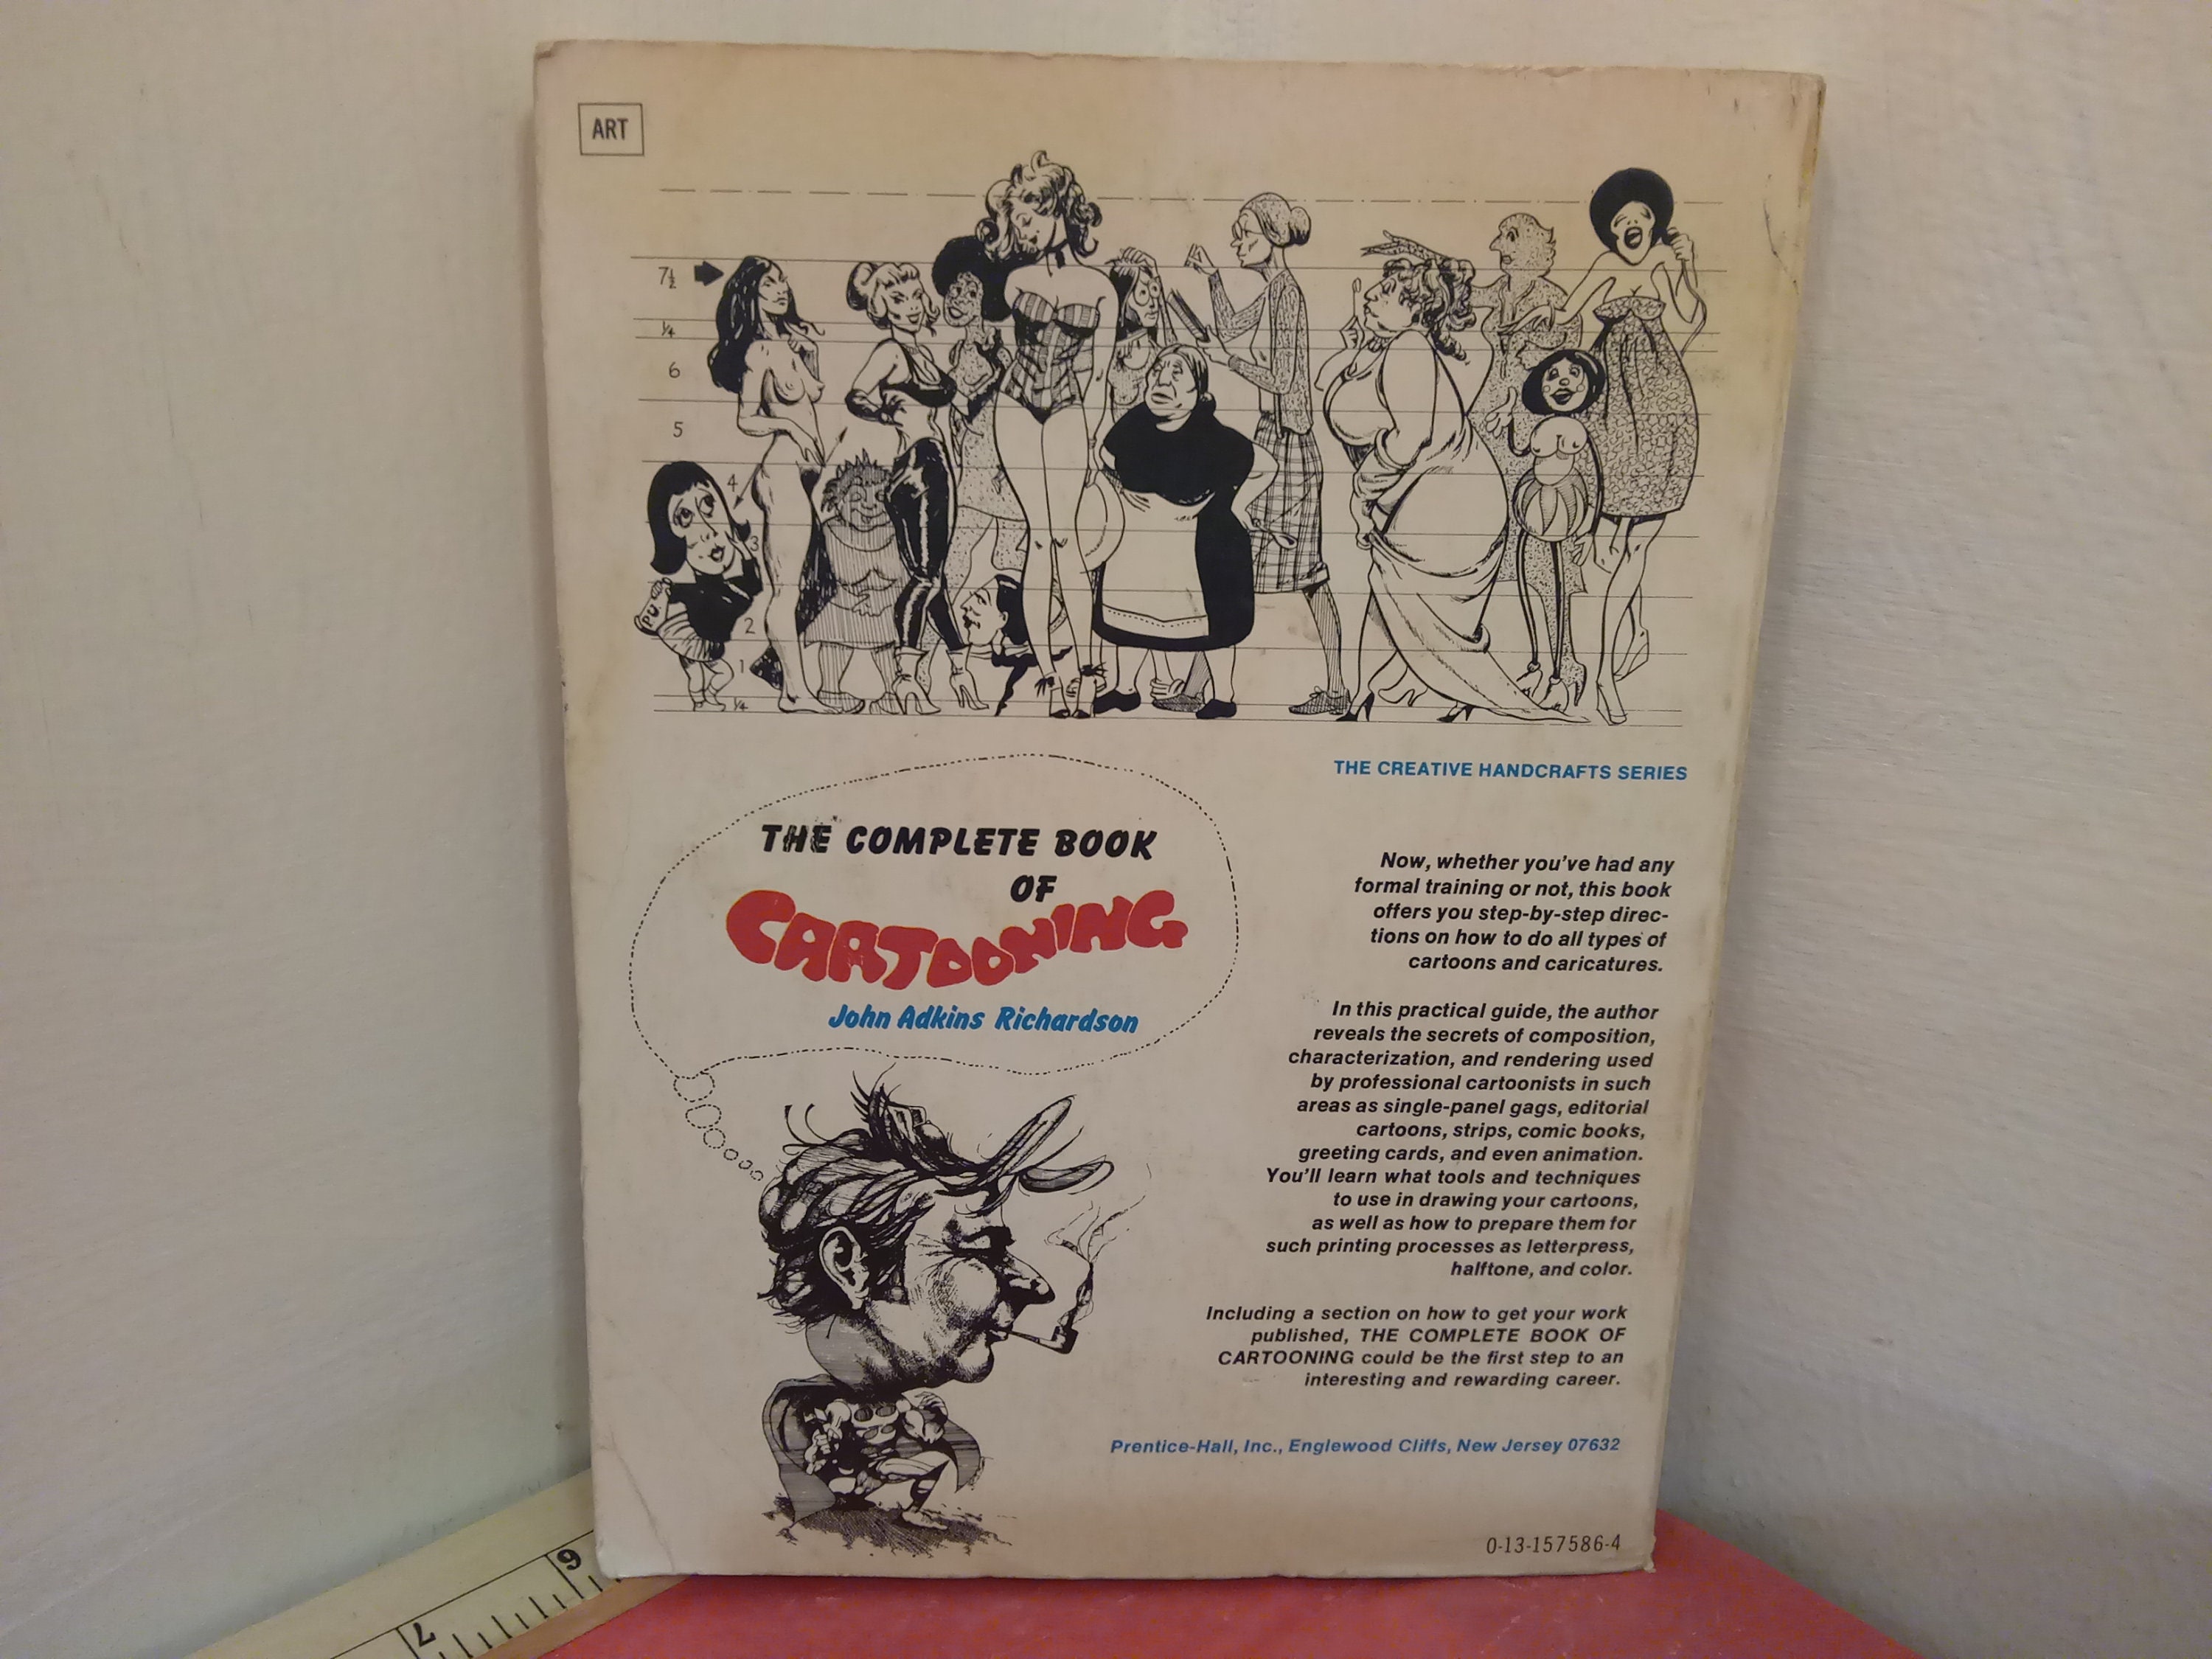 ART
7½
¼
6
5
4
3
2
1
¼
THE CREATIVE HANDCRAFTS SERIES
THE COMPLETE BOOK
OF
CARTOONING
John Adkins Richardson
Now, whether you've had any
formal training or not, this book
offers you step-by-step direc-
tions on how to do all types of
cartoons and caricatures.
In this practical guide, the author
reveals the secrets of composition,
characterization, and rendering used
by professional cartoonists in such
areas as single-panel gags, editorial
cartoons, strips, comic books,
greeting cards, and even animation.
You'll learn what tools and techniques
to use in drawing your cartoons,
as well as how to prepare them for
such printing processes as letterpress,
halftone, and color.
Including a section on how to get your work
published, THE COMPLETE BOOK OF
CARTOONING could be the first step to an
interesting and rewarding career.
Prentice-Hall, Inc., Englewood Cliffs, New Jersey 07632
0-13-157586-4
7